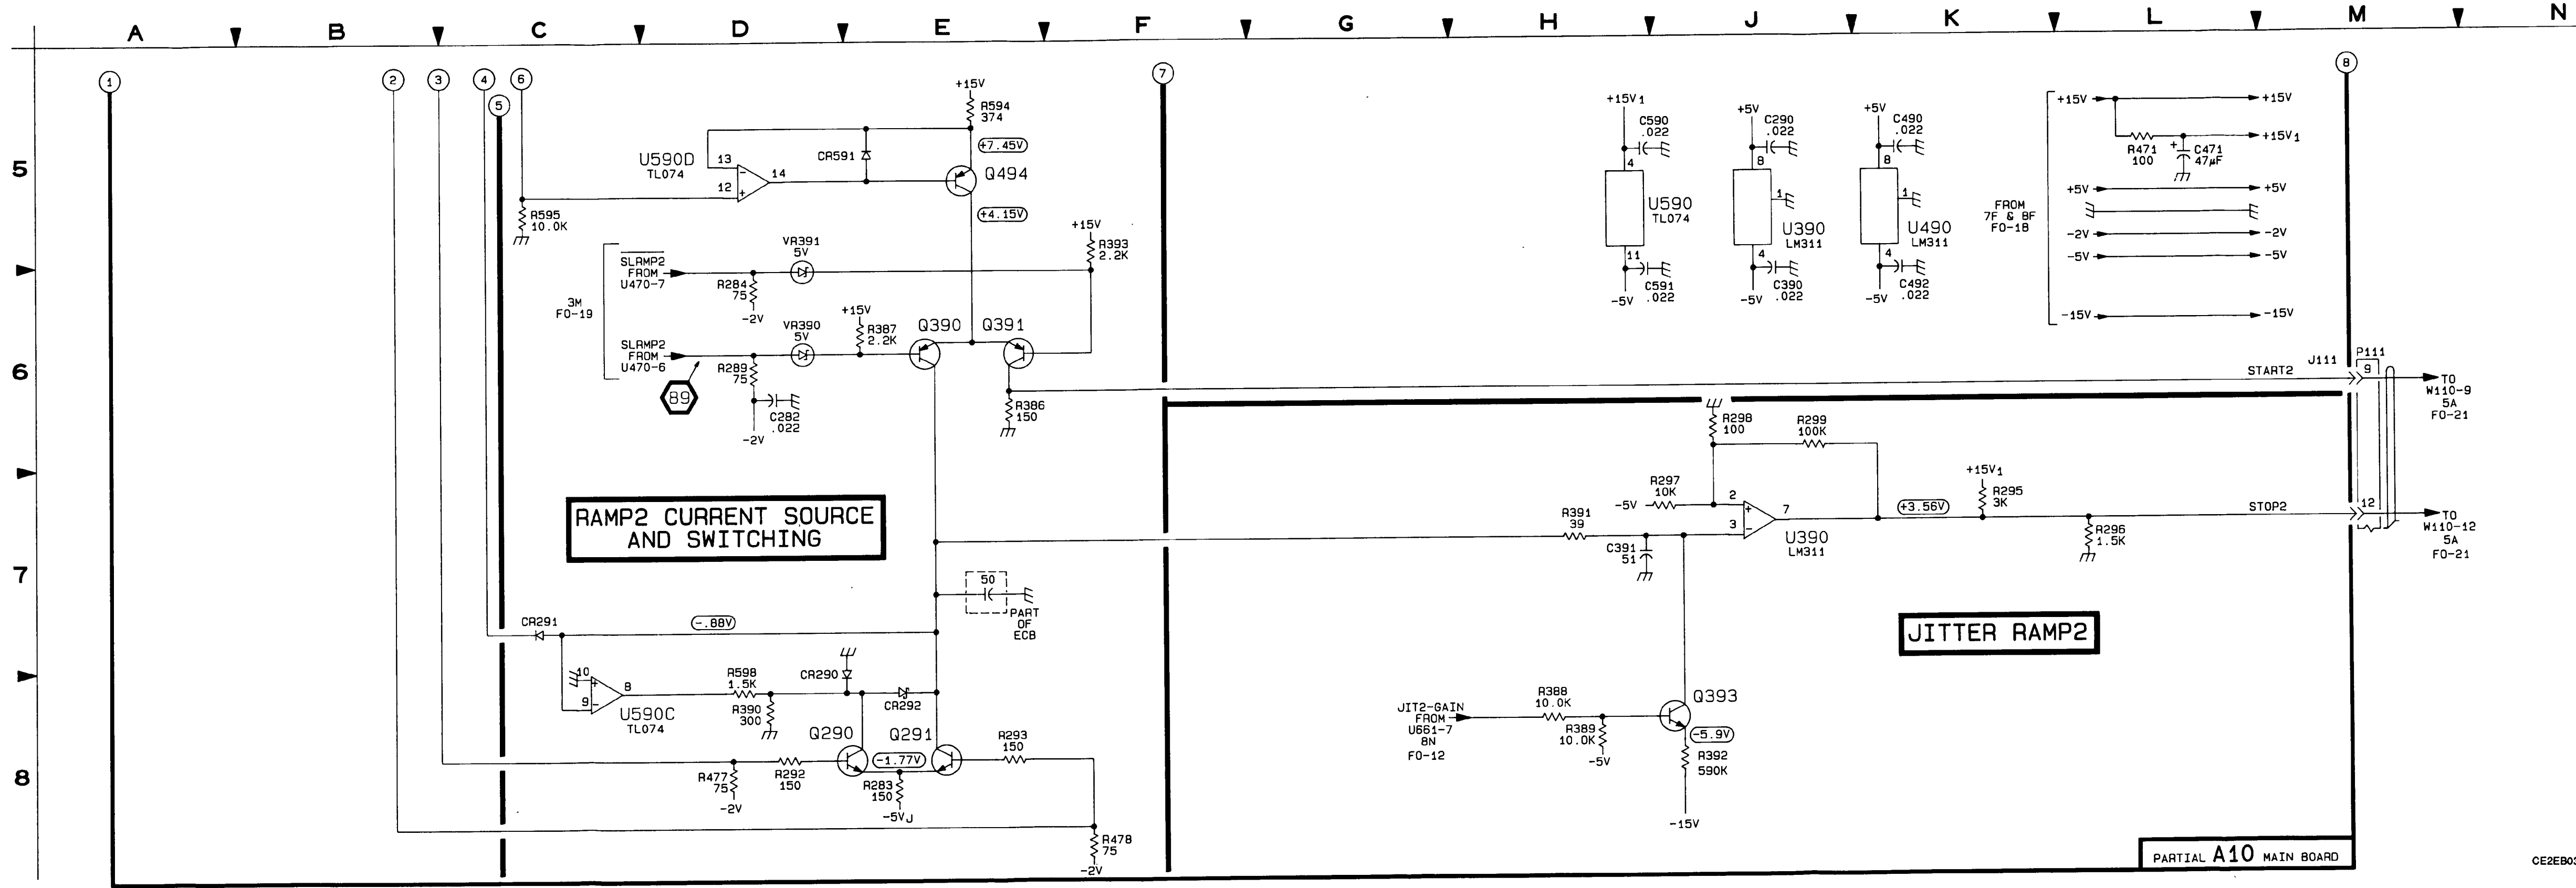 A B C D E F G H J K L M N
5
6
7
8
1
2
3
4
5
6
7
8
+15V
R594
374
+7.45V
CR591
U590D
TL074
13
12
14
Q494
+4.15V
R595
10.0K
+15V
R393
2.2K
SLRMP2
FROM
U470-7
VR391
5V
R284
75
-2V
3M
FO-19
+15V
R387
2.2K
Q390
Q391
SLRMP2
FROM
U470-6
VR390
5V
89
R289
75
C282
.022
-2V
R386
150
RAMP2 CURRENT SOURCE
AND SWITCHING
50
PART
OF
ECB
CR291
-.88V
10
9
8
U590C
TL074
R598
1.5K
R390
300
CR290
CR292
Q290
Q291
-1.77V
R293
150
R477
75
-2V
R292
150
R283
150
-5VJ
R478
75
-2V
+15V1
C590
.022
4
U590
TL074
11
C591
.022
-5V
+5V
C290
.022
8
1
U390
LM311
4
C390
.022
-5V
+5V
C490
.022
8
1
U490
LM311
4
C492
.022
-5V
FROM
7F & 8F
FO-18
+15V
+15V
+15V1
R471
100
+
C471
47µF
+5V
+5V
-2V
-2V
-5V
-5V
-15V
-15V
START2
J111
P111
9
TO
W110-9
5A
FO-21
R298
100
R299
100K
R297
10K
-5V
2
3
7
U390
LM311
R391
39
C391
51
+3.56V
+15V1
R295
3K
R296
1.5K
STOP2
12
TO
W110-12
5A
FO-21
JITTER RAMP2
JIT2-GAIN
FROM
U661-7
8N
FO-12
R388
10.0K
R389
10.0K
-5V
Q393
-5.9V
R392
590K
-15V
PARTIAL A10 MAIN BOARD